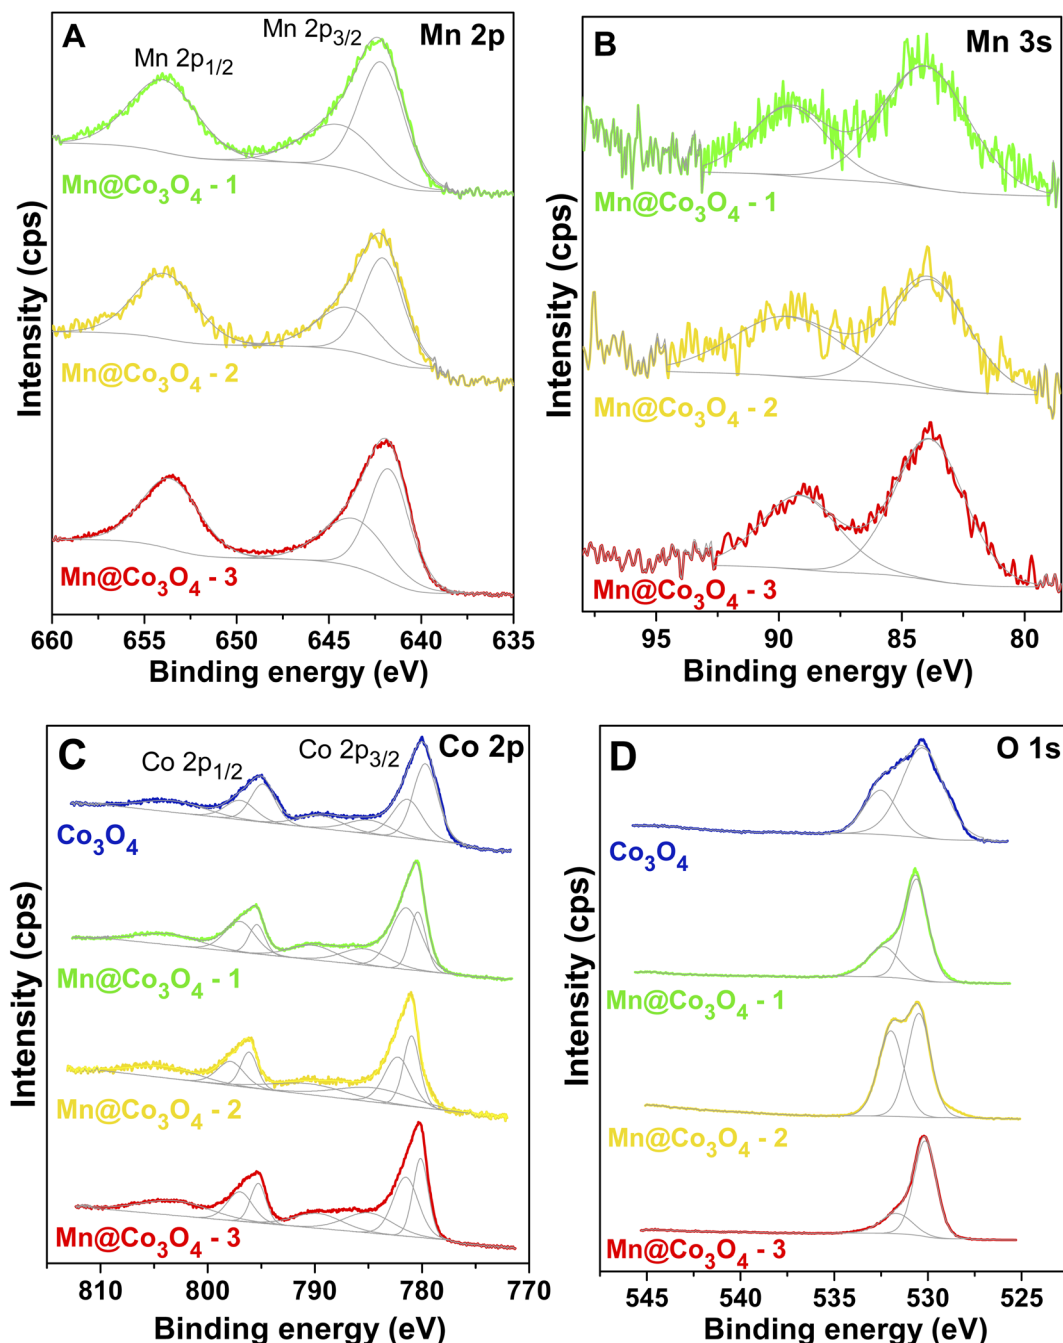 A
Mn 2p1/2
Mn 2p3/2
Mn 2p
Mn@Co3O4 - 1
Mn@Co3O4 - 2
Mn@Co3O4 - 3
Intensity (cps)
660 655 650 645 640 635
Binding energy (eV)
B
Mn 3s
Mn@Co3O4 - 1
Mn@Co3O4 - 2
Mn@Co3O4 - 3
Intensity (cps)
95 90 85 80
Binding energy (eV)
C
Co 2p1/2
Co 2p3/2
Co 2p
Co3O4
Mn@Co3O4 - 1
Mn@Co3O4 - 2
Mn@Co3O4 - 3
Intensity (cps)
810 800 790 780 770
Binding energy (eV)
D
O 1s
Co3O4
Mn@Co3O4 - 1
Mn@Co3O4 - 2
Mn@Co3O4 - 3
Intensity (cps)
545 540 535 530 525
Binding energy (eV)